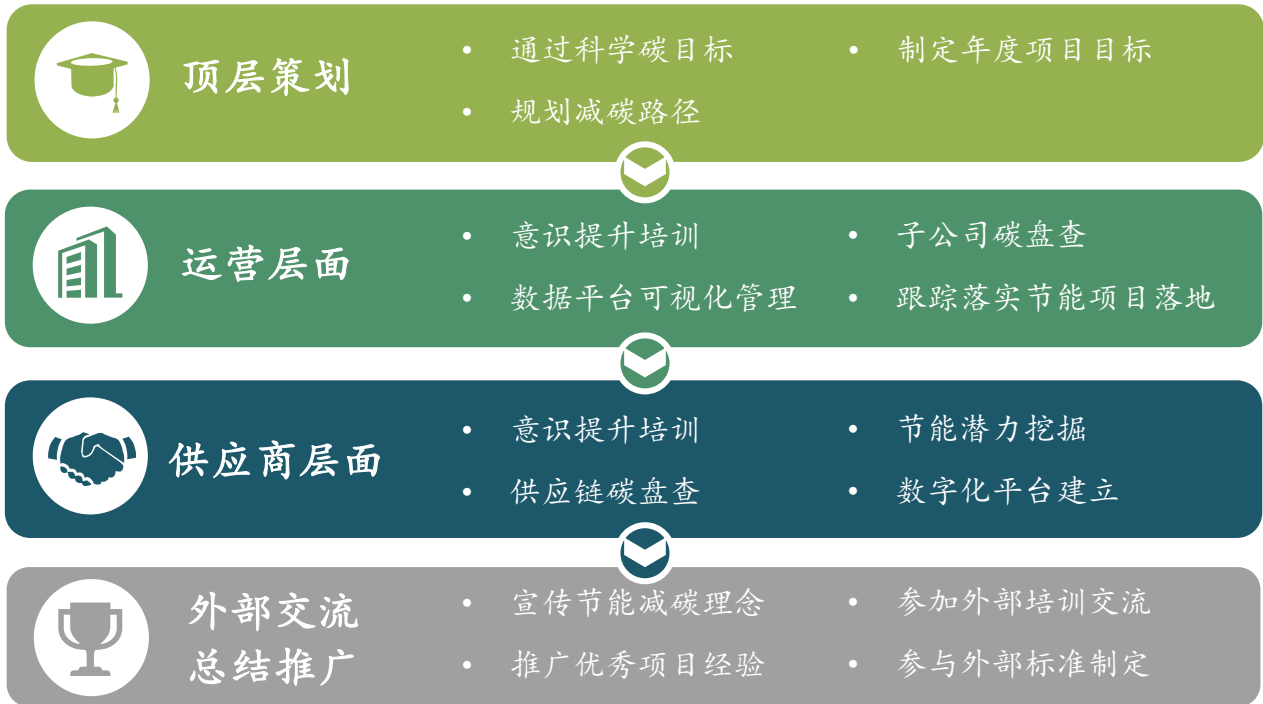 顶层策划
• 通过科学碳目标
• 制定年度项目目标
• 规划减碳路径
运营层面
• 意识提升培训
• 子公司碳盘查
• 数据平台可视化管理
• 跟踪落实节能项目落地
供应商层面
• 意识提升培训
• 节能潜力挖掘
• 供应链碳盘查
• 数字化平台建立
外部交流
总结推广
• 宣传节能减碳理念
• 参加外部培训交流
• 推广优秀项目经验
• 参与外部标准制定